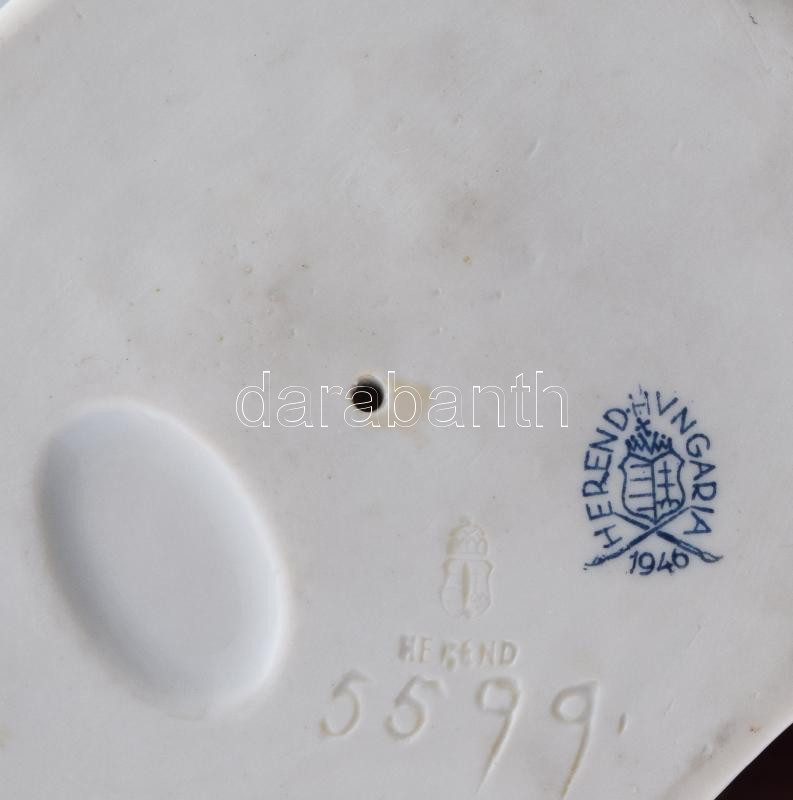 darabanth
HEREND·HVNGARIA
1946
HEREND
5599.